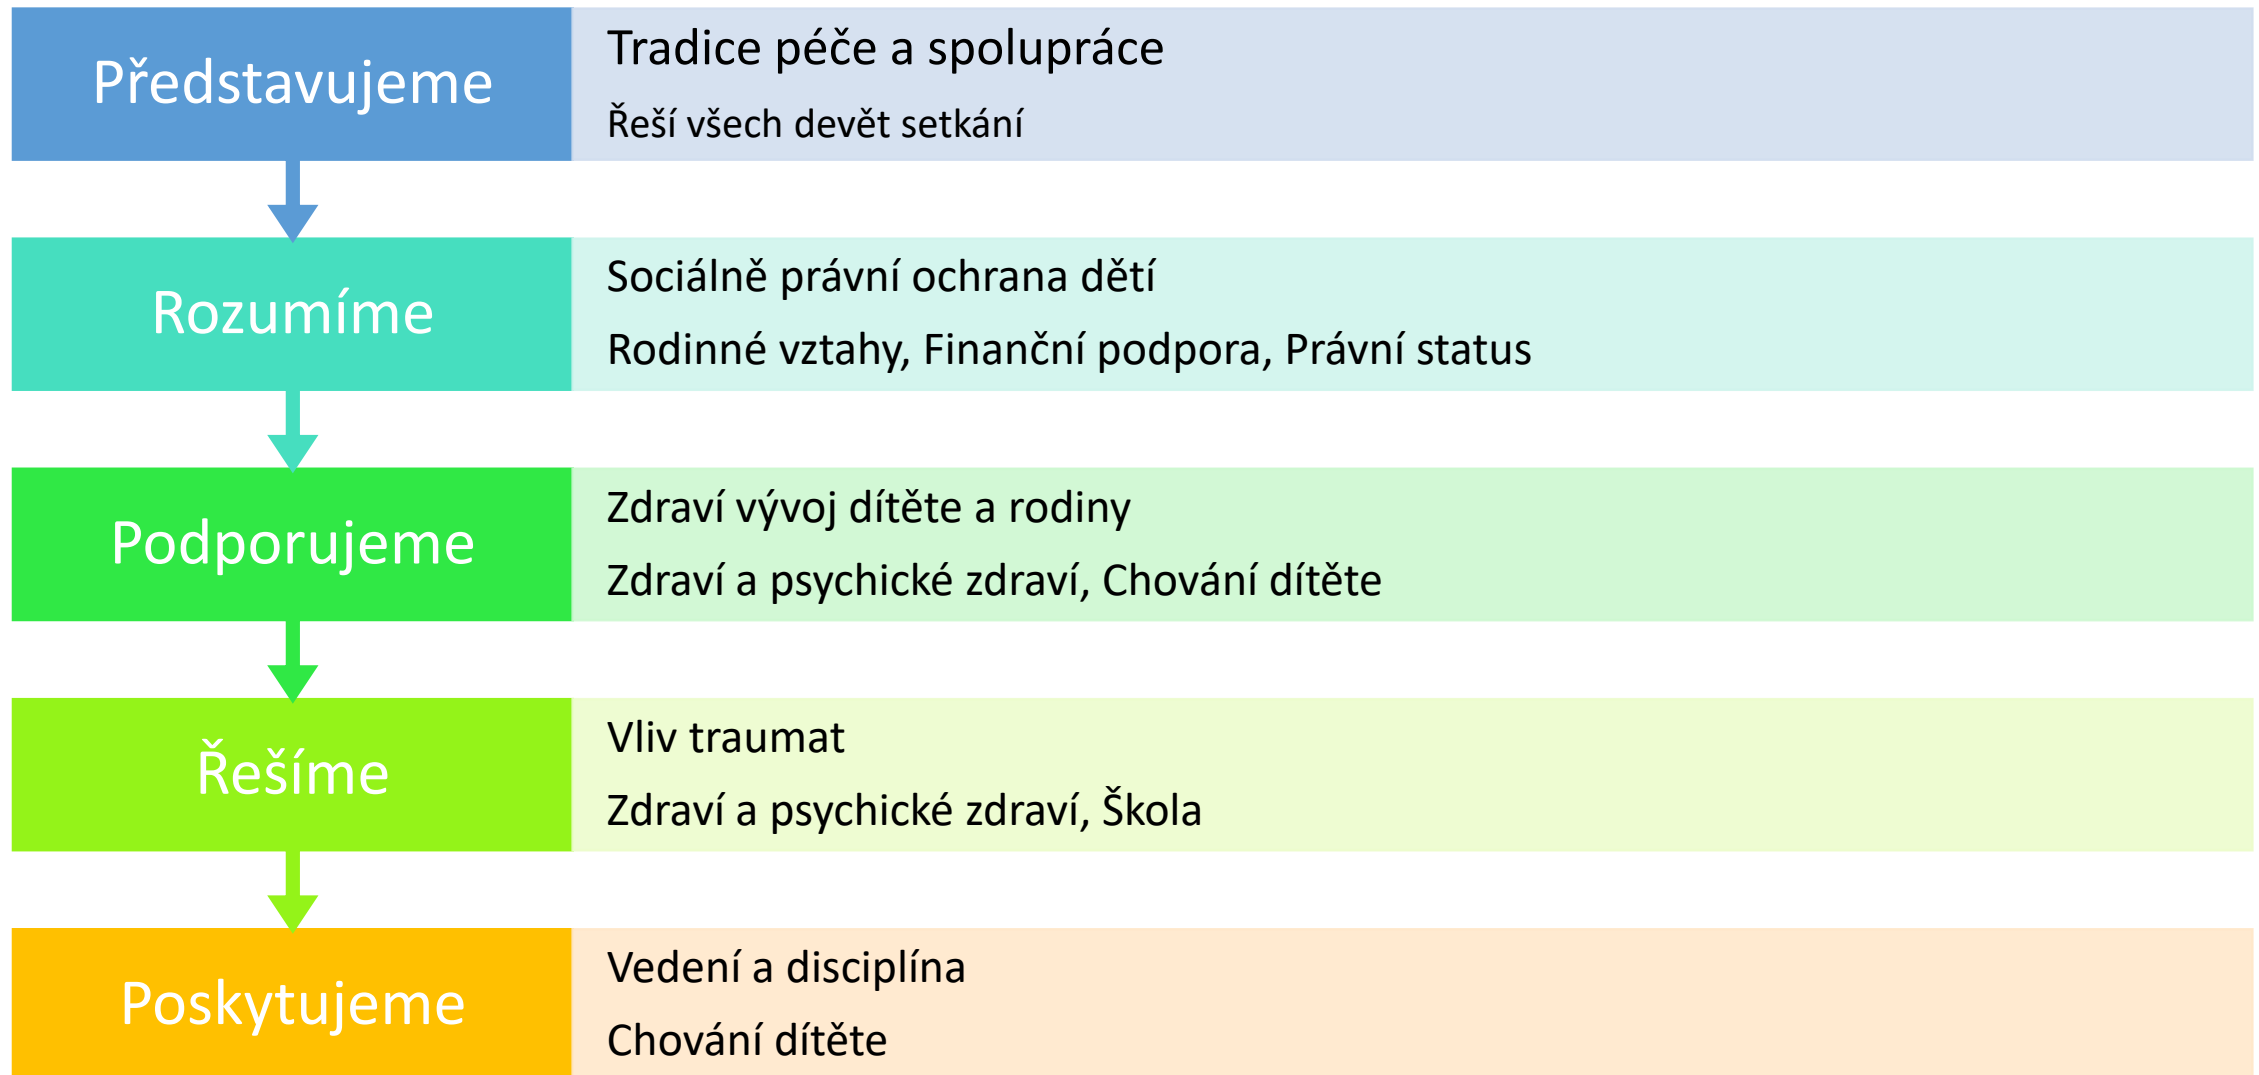 Představujeme
Tradice péče a spolupráce
Řeší všech devět setkání
Rozumíme
Sociálně právní ochrana dětí
Rodinné vztahy, Finanční podpora, Právní status
Podporujeme
Zdraví vývoj dítěte a rodiny
Zdraví a psychické zdraví, Chování dítěte
Řešíme
Vliv traumat
Zdraví a psychické zdraví, Škola
Poskytujeme
Vedení a disciplína
Chování dítěte